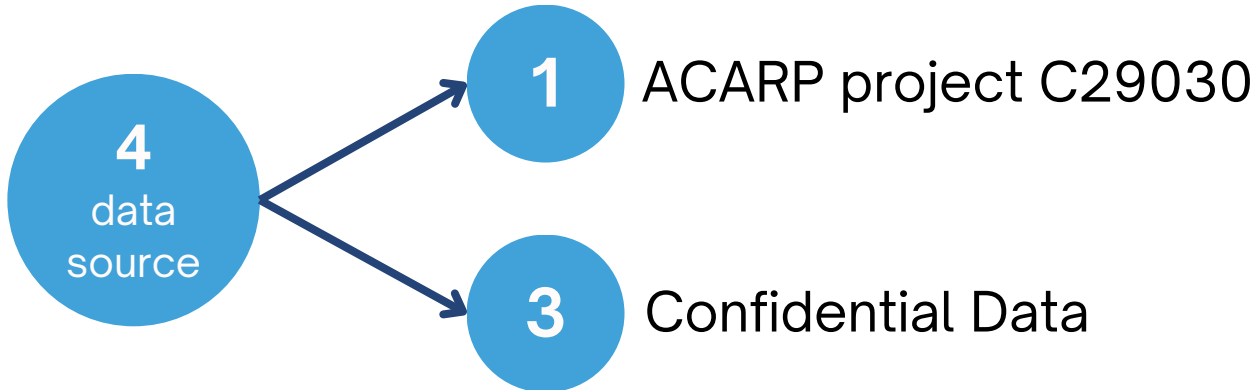 4
data
source
1
ACARP project C29030
3
Confidential Data